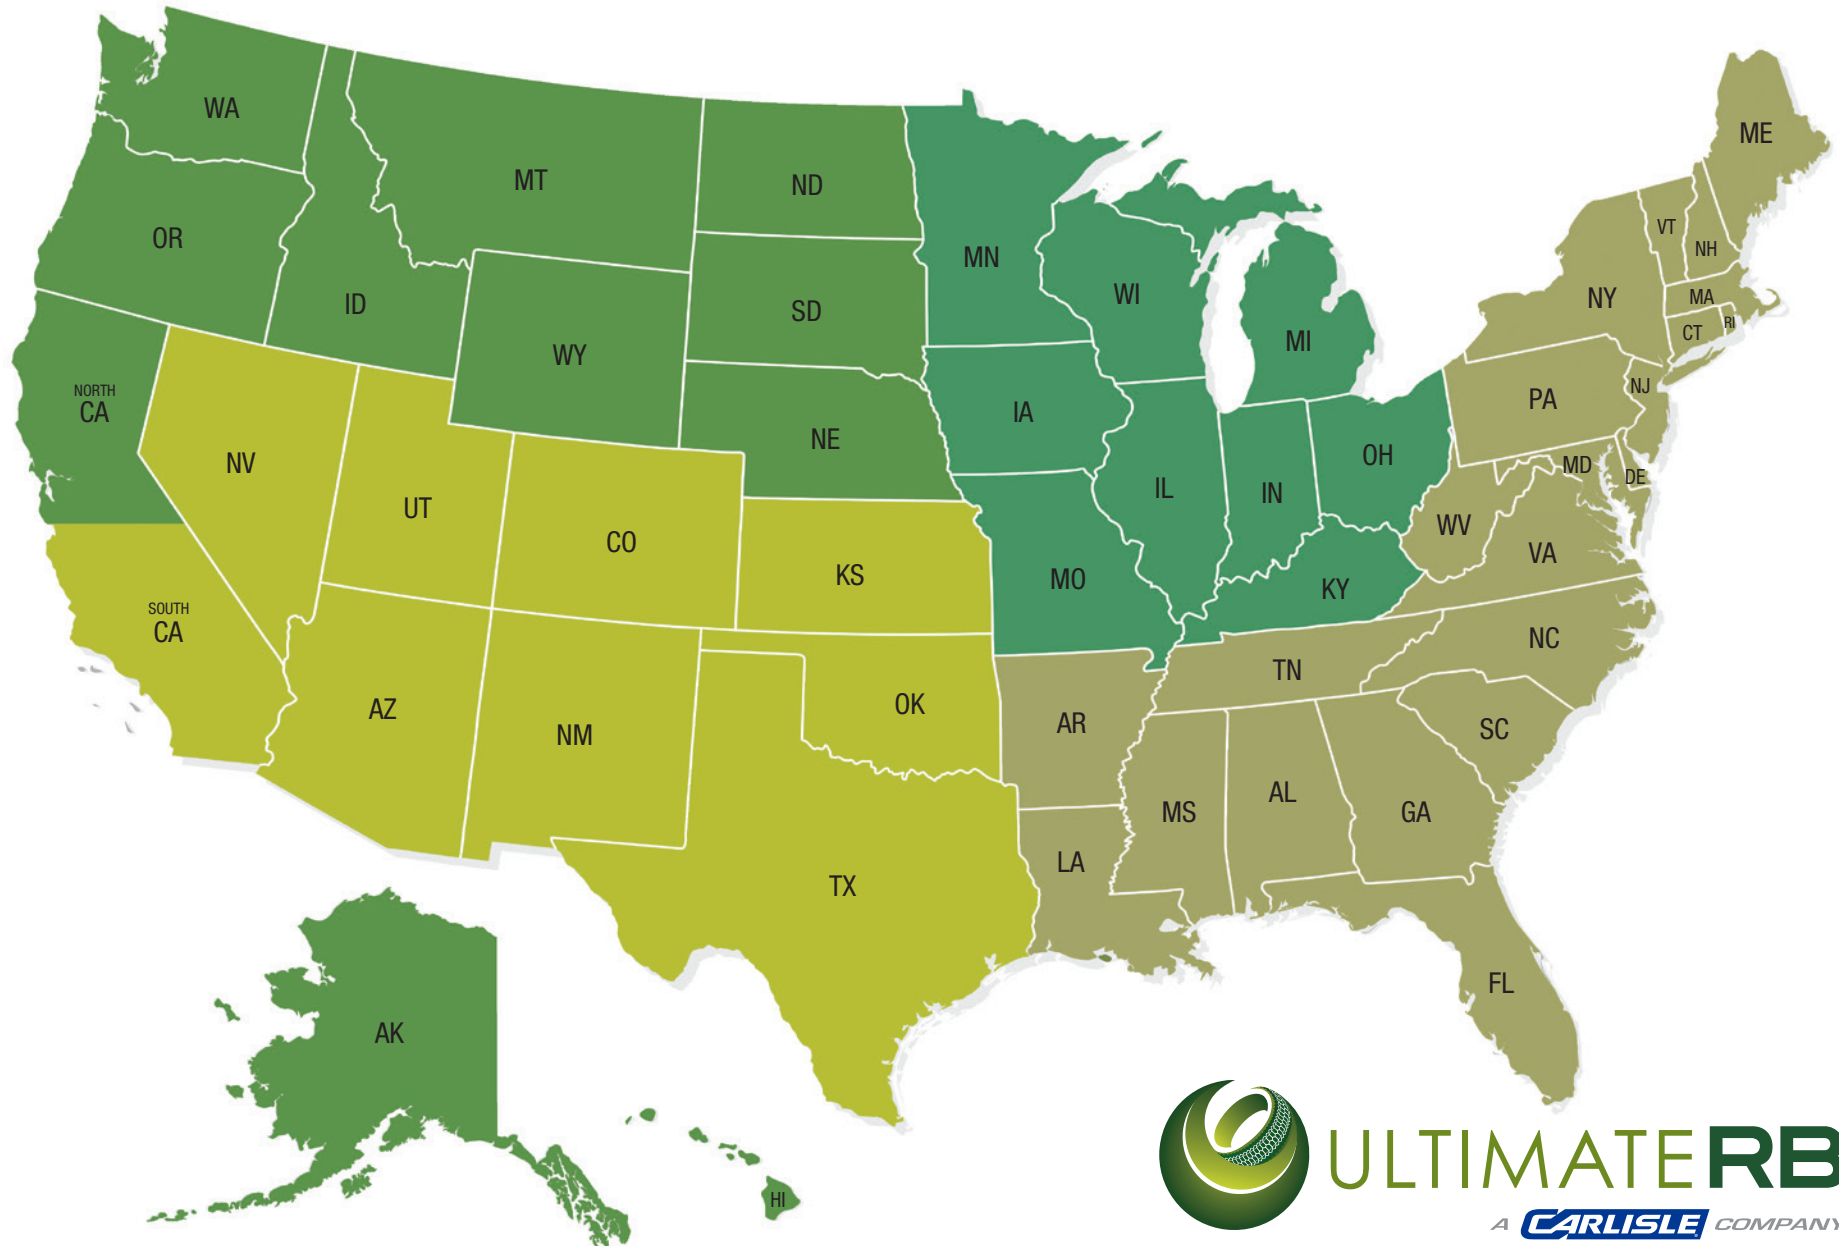 WA
ME
MT
ND
VT
OR
NH
MN
WI
NY
MA
ID
SD
RI
CT
MI
WY
NORTH
CA
NJ
PA
IA
NE
OH
NV
MD
DE
IL
IN
UT
WV
CO
VA
KS
MO
KY
SOUTH
CA
NC
TN
AZ
OK
NM
AR
SC
AL
MS
GA
LA
TX
FL
AK
HI
ULTIMATE RB
A CARLISLE COMPANY